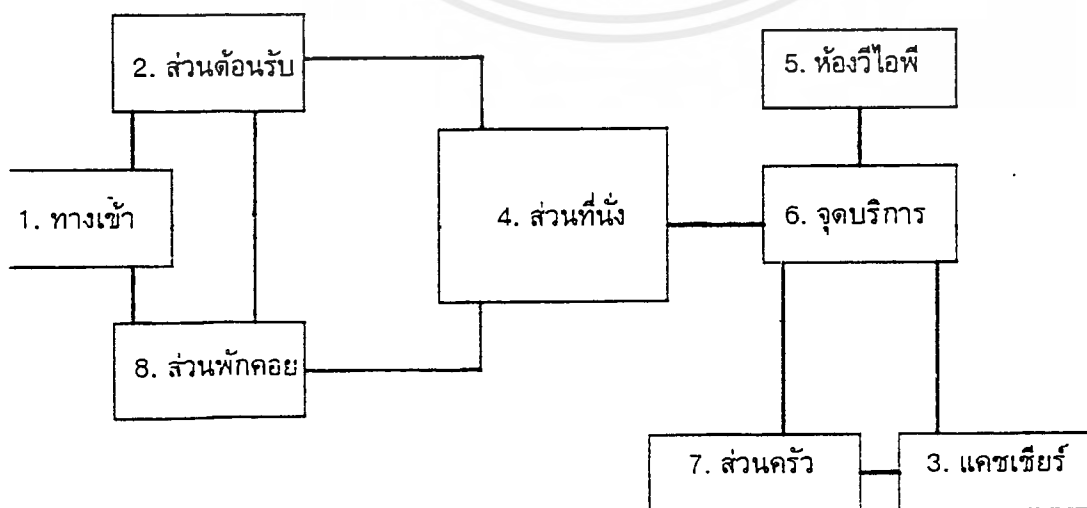 2. ส่วนต้อนรับ
5. ห้องวีไอพี
1. ทางเข้า
4. ส่วนที่นั่ง
6. จุดบริการ
8. ส่วนพักคอย
7. ส่วนครัว
3. แคชเชียร์